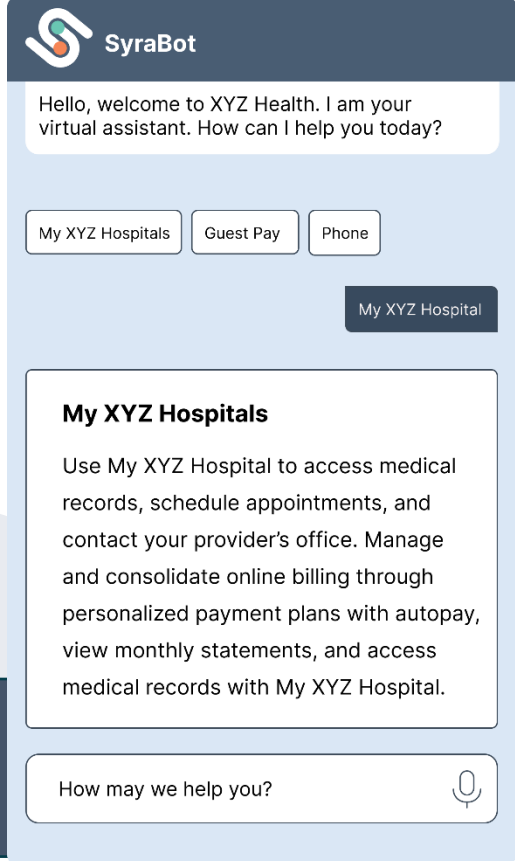 SyraBot
Hello, welcome to XYZ Health. I am your
virtual assistant. How can I help you today?
My XYZ Hospitals
Guest Pay
Phone
My XYZ Hospital
My XYZ Hospitals
Use My XYZ Hospital to access medical
records, schedule appointments, and
contact your provider’s office. Manage
and consolidate online billing through
personalized payment plans with autopay,
view monthly statements, and access
medical records with My XYZ Hospital.
How may we help you?